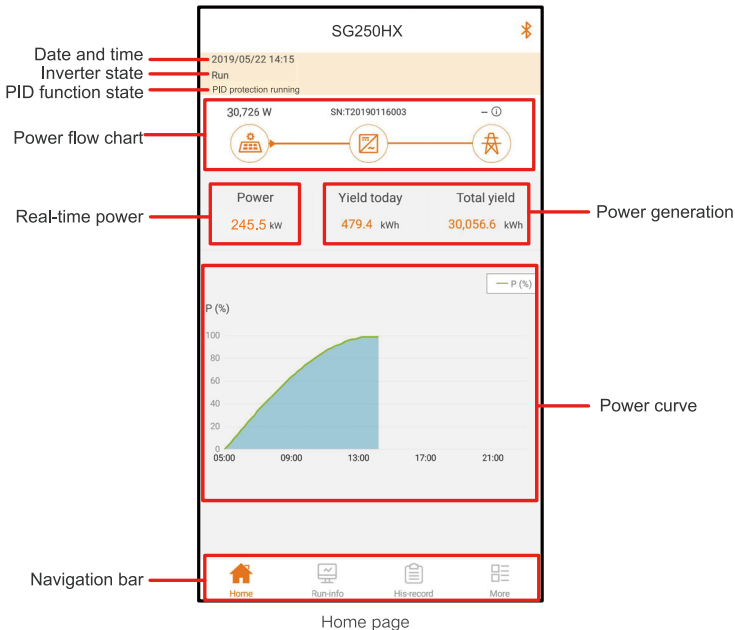 SG250HX
Date and time
2019/05/22 14:15
Inverter state
Run
PID function state
PID protection running
30,726 W
SN:T20190116003
--
Power flow chart
Power
Yield today
Total yield
Real-time power
245.5 kW
479.4 kWh
30,056.6 kWh
Power generation
P (%)
P (%)
100
80
60
40
20
0
05:00
09:00
13:00
17:00
21:00
Power curve
Navigation bar
Home
Run-info
His-record
More
Home page